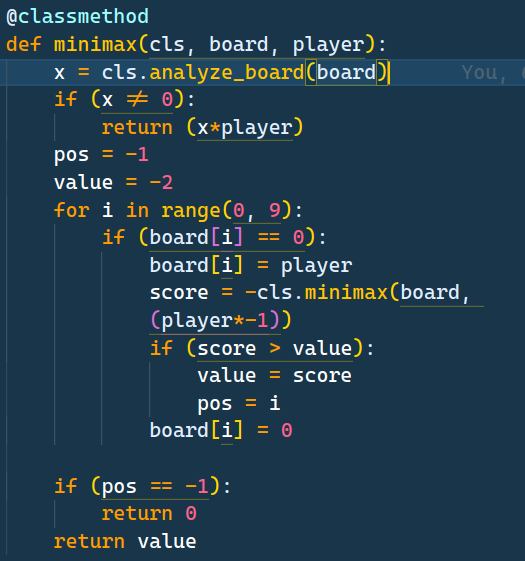 @classmethod
def minimax(cls, board, player):
    x = cls.analyze_board(board)    You,
    if (x ≠ 0):
        return (x*player)
    pos = -1
    value = -2
    for i in range(0, 9):
        if (board[i] == 0):
            board[i] = player
            score = -cls.minimax(board,
            (player*-1))
            if (score > value):
                value = score
                pos = i
            board[i] = 0

    if (pos == -1):
        return 0
    return value